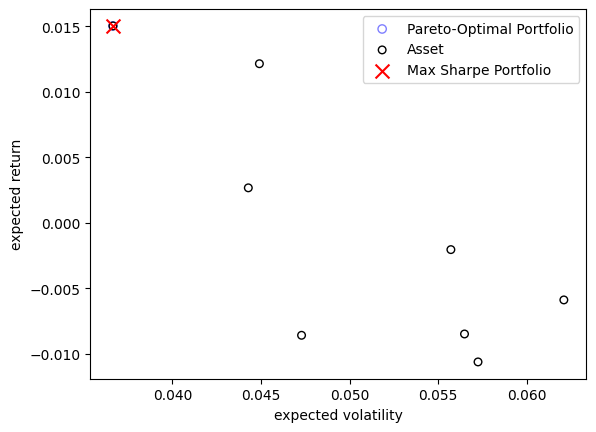 Pareto-Optimal Portfolio
Asset
Max Sharpe Portfolio
0.015
0.010
0.005
0.000
−0.005
−0.010
expected return
0.040 0.045 0.050 0.055 0.060
expected volatility